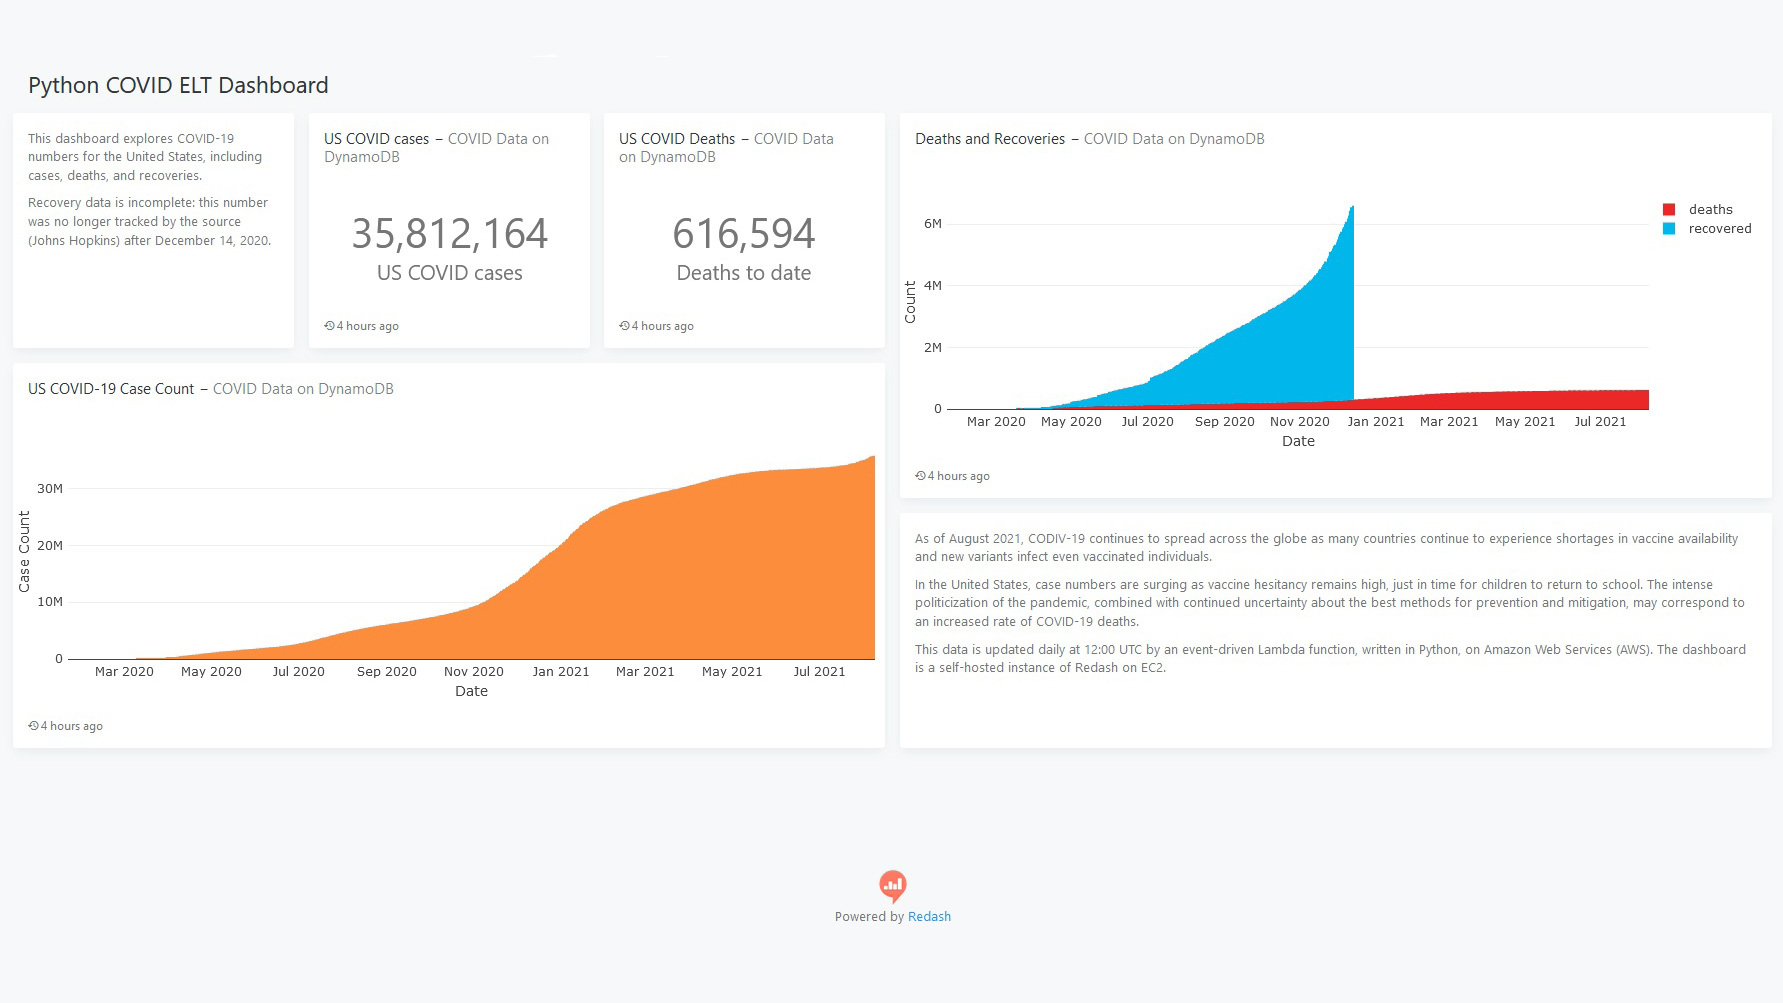 Python COVID ELT Dashboard
This dashboard explores COVID-19
numbers for the United States, including
cases, deaths, and recoveries.
Recovery data is incomplete: this number
was no longer tracked by the source
(Johns Hopkins) after December 14, 2020.
US COVID cases – COVID Data on
DynamoDB
35,812,164
US COVID cases
4 hours ago
US COVID Deaths – COVID Data
on DynamoDB
616,594
Deaths to date
4 hours ago
Deaths and Recoveries – COVID Data on DynamoDB
deaths
recovered
6M
4M
2M
0
Count
Mar 2020 May 2020 Jul 2020 Sep 2020 Nov 2020 Jan 2021 Mar 2021 May 2021 Jul 2021
Date
4 hours ago
US COVID-19 Case Count – COVID Data on DynamoDB
30M
20M
10M
0
Case Count
Mar 2020 May 2020 Jul 2020 Sep 2020 Nov 2020 Jan 2021 Mar 2021 May 2021 Jul 2021
Date
4 hours ago
As of August 2021, CODIV-19 continues to spread across the globe as many countries continue to experience shortages in vaccine availability
and new variants infect even vaccinated individuals.
In the United States, case numbers are surging as vaccine hesitancy remains high, just in time for children to return to school. The intense
politicization of the pandemic, combined with continued uncertainty about the best methods for prevention and mitigation, may correspond to
an increased rate of COVID-19 deaths.
This data is updated daily at 12:00 UTC by an event-driven Lambda function, written in Python, on Amazon Web Services (AWS). The dashboard
is a self-hosted instance of Redash on EC2.
Powered by Redash